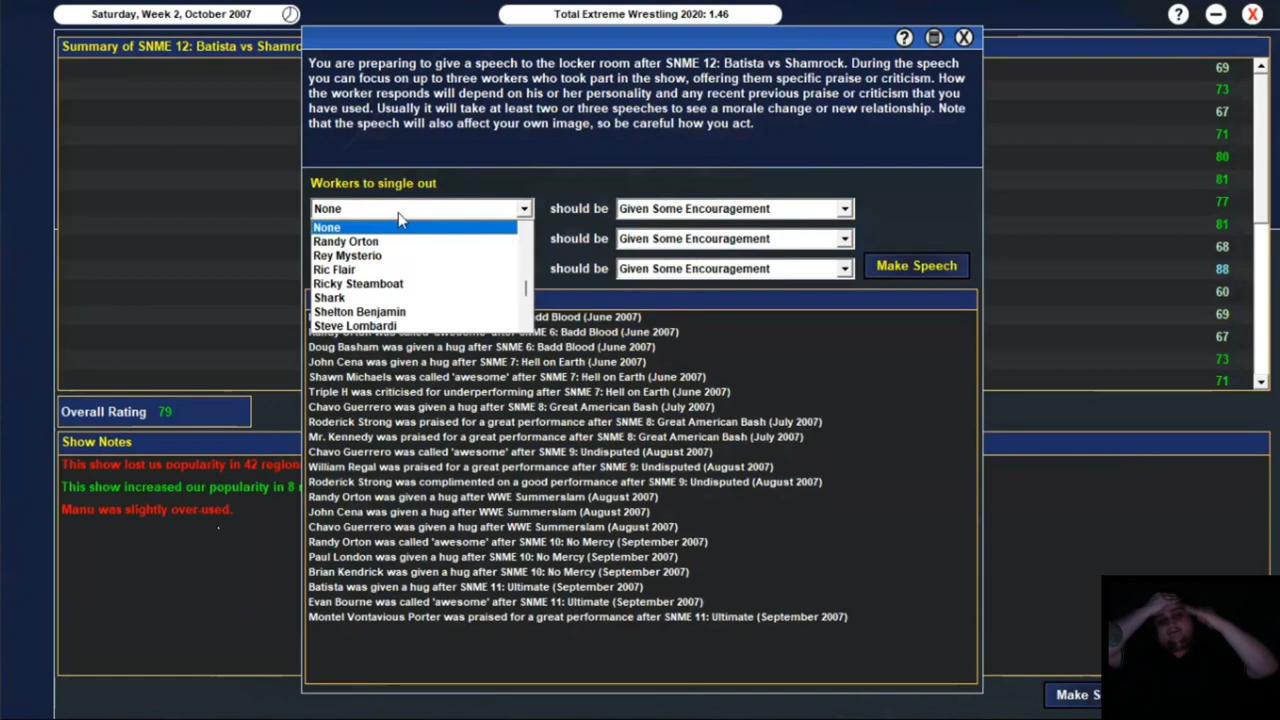 Saturday, Week 2, October 2007
Total Extreme Wrestling 2020: 1.46
?
X
Summary of SNME 12: Batista vs Shamro
?
X
You are preparing to give a speech to the locker room after SNME 12: Batista vs Shamrock. During the speech
you can focus on up to three workers who took part in the show, offering them specific praise or criticism. How
the worker responds will depend on his or her personality and any recent previous praise or criticism that you
have used. Usually it will take at least two or three speeches to see a morale change or new relationship. Note
that the speech will also affect your own image, so be careful how you act.
Workers to single out
None should be Given Some Encouragement
None
Randy Orton should be Given Some Encouragement
Rey Mysterio
Ric Flair should be Given Some Encouragement Make Speech
Ricky Steamboat
Shark
Shelton Benjamin
Steve Lombardi
69
73
67
71
80
81
77
81
68
88
60
69
67
73
71
Badd Blood (June 2007)
SNME 6: Badd Blood (June 2007)
Doug Basham was given a hug after SNME 6: Badd Blood (June 2007)
John Cena was given a hug after SNME 7: Hell on Earth (June 2007)
Shawn Michaels was called 'awesome' after SNME 7: Hell on Earth (June 2007)
Triple H was criticised for underperforming after SNME 7: Hell on Earth (June 2007)
Chavo Guerrero was given a hug after SNME 8: Great American Bash (July 2007)
Roderick Strong was praised for a great performance after SNME 8: Great American Bash (July 2007)
Mr. Kennedy was praised for a great performance after SNME 8: Great American Bash (July 2007)
Chavo Guerrero was called 'awesome' after SNME 9: Undisputed (August 2007)
William Regal was praised for a great performance after SNME 9: Undisputed (August 2007)
Roderick Strong was complimented on a good performance after SNME 9: Undisputed (August 2007)
Randy Orton was given a hug after WWE Summerslam (August 2007)
John Cena was given a hug after WWE Summerslam (August 2007)
Chavo Guerrero was given a hug after WWE Summerslam (August 2007)
Randy Orton was called 'awesome' after SNME 10: No Mercy (September 2007)
Paul London was given a hug after SNME 10: No Mercy (September 2007)
Brian Kendrick was given a hug after SNME 10: No Mercy (September 2007)
Batista was given a hug after SNME 11: Ultimate (September 2007)
Evan Bourne was called 'awesome' after SNME 11: Ultimate (September 2007)
Montel Vontavious Porter was praised for a great performance after SNME 11: Ultimate (September 2007)
Overall Rating 79
Show Notes
This show lost us popularity in 42 region
This show increased our popularity in 8 r
Manu was slightly over-used.
Make S